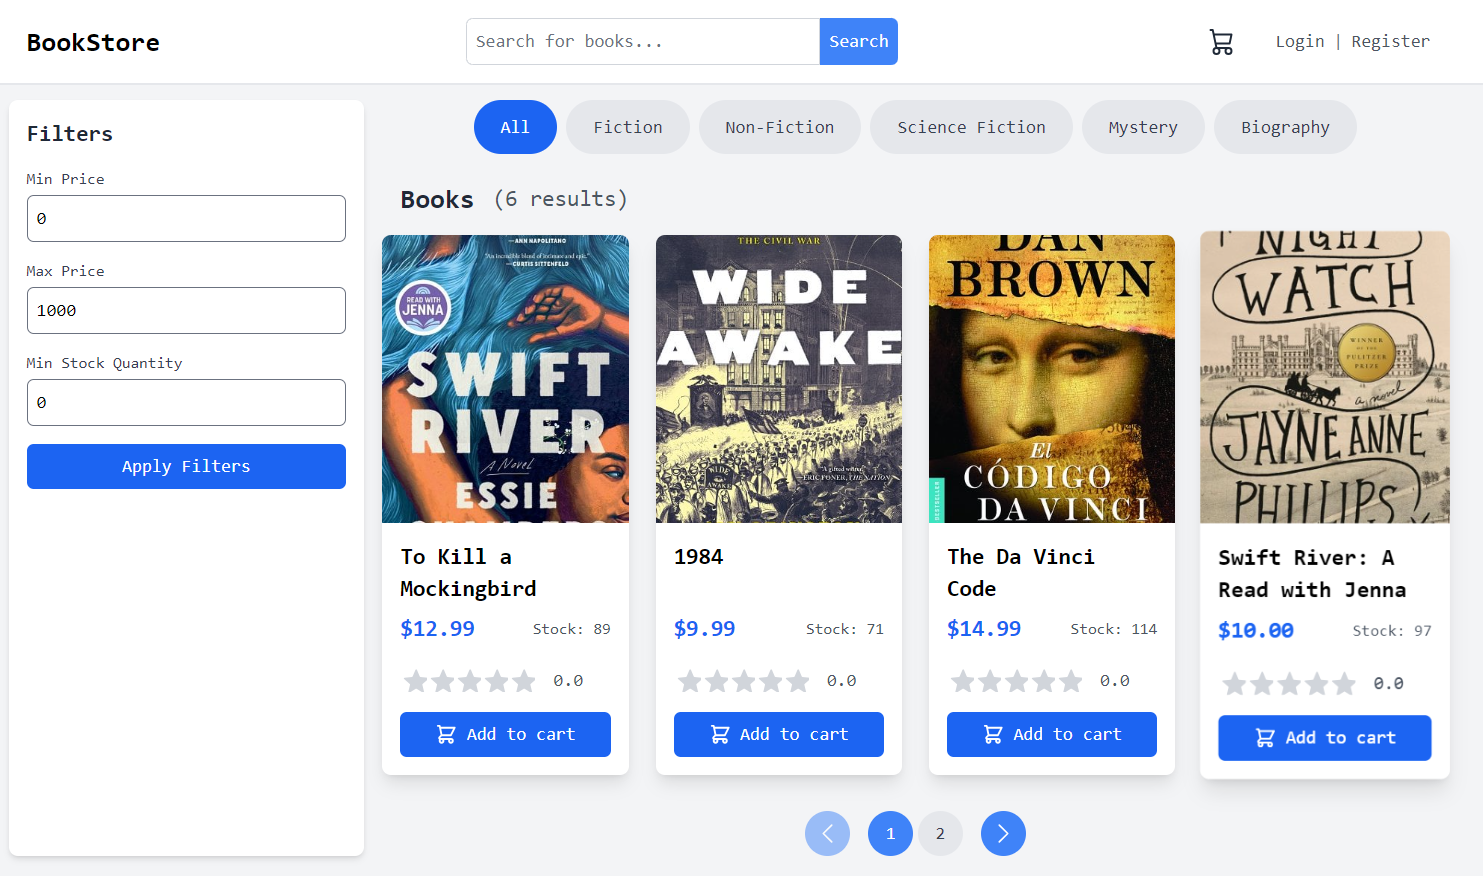 BookStore
Search for books...
Search
Login | Register
Filters
Min Price
0
Max Price
1000
Min Stock Quantity
0
Apply Filters
All
Fiction
Non-Fiction
Science Fiction
Mystery
Biography
Books (6 results)
—ANN NAPOLITANO
"An incredible blend of intimate and epic."
—CURTIS SITTENFELD
READ WITH
JENNA
SWIFT
RIVER
A Novel
ESSIE
To Kill a
Mockingbird
$12.99
Stock: 89
0.0
Add to cart
THE CIVIL WAR
WIDE
AWAKE
WIDE
AWAKE
"A gifted writer."
—ERIC FONER, THE NATION
1984
$9.99
Stock: 71
0.0
Add to cart
DAN
BROWN
El
CÓDIGO
DA VINCI
BESTSELLER
The Da Vinci
Code
$14.99
Stock: 114
0.0
Add to cart
NIGHT
WATCH
WINNER
OF THE
PULITZER
PRIZE
a novel
JAYNE ANNE
PHILLIPS
Swift River: A
Read with Jenna
$10.00
Stock: 97
0.0
Add to cart
1
2